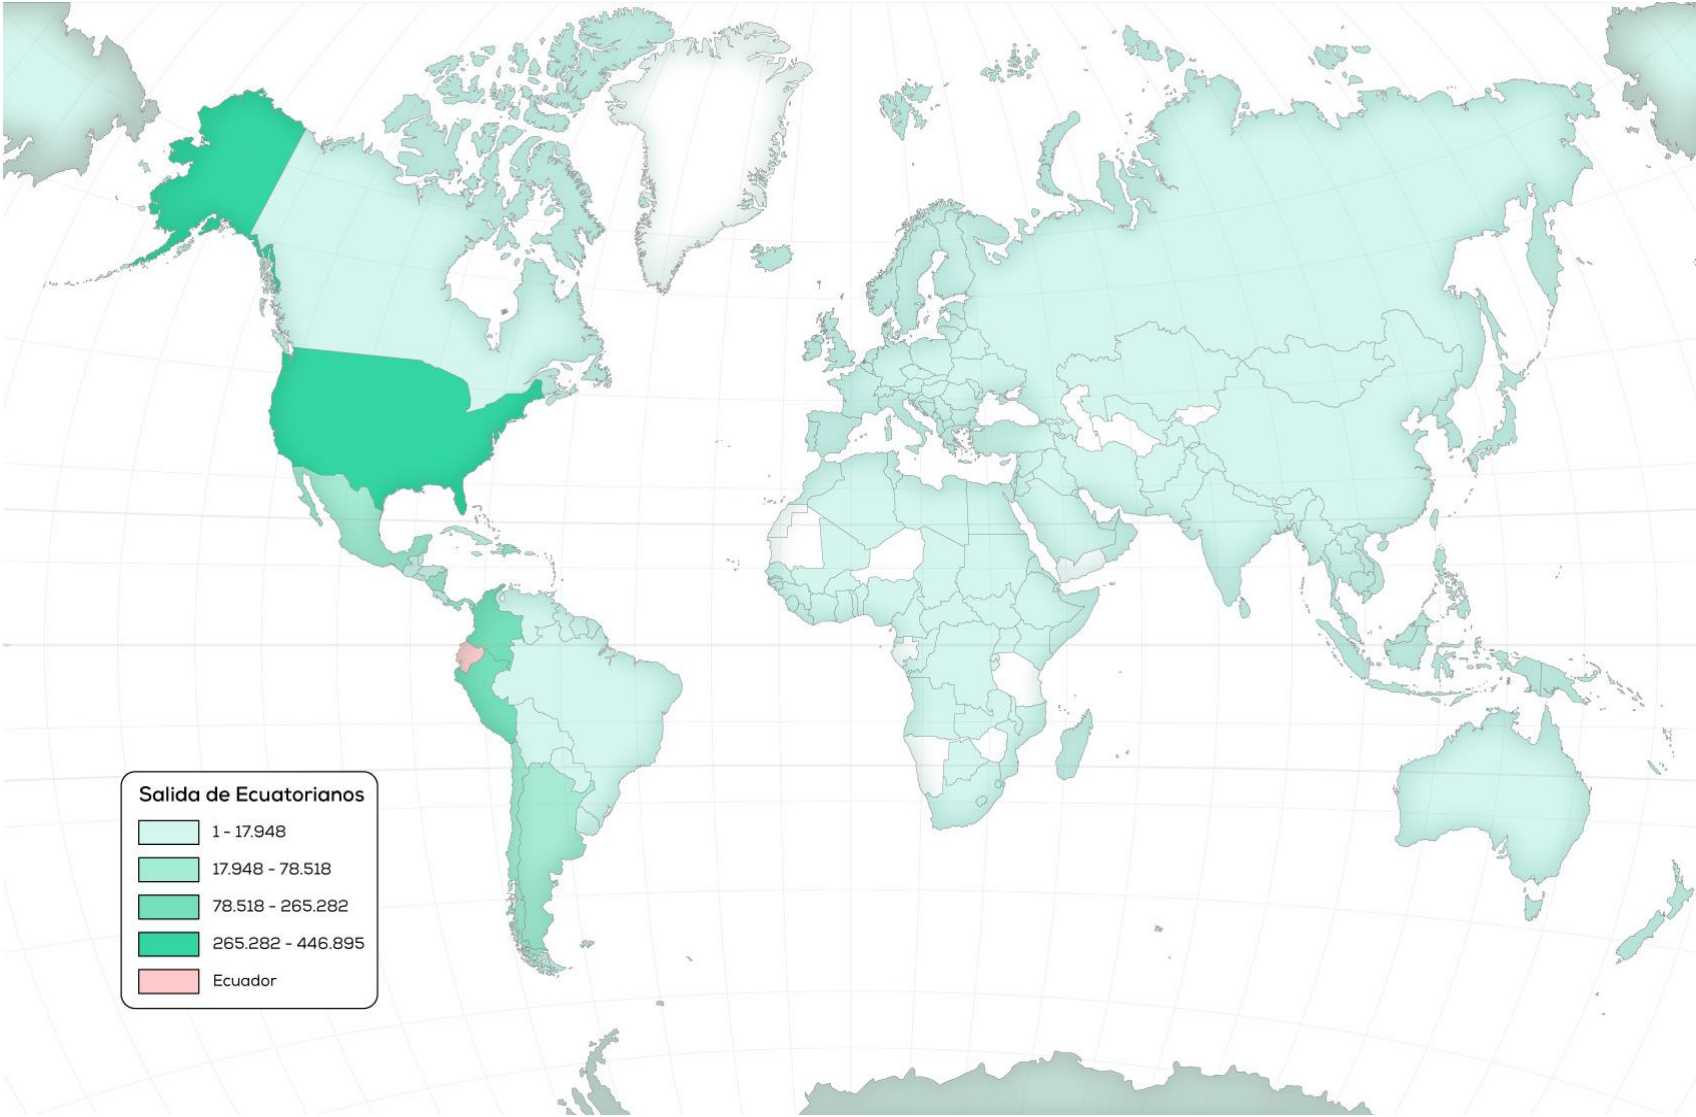 Salida de Ecuatorianos
1 - 17.948
17.948 - 78.518
78.518 - 265.282
265.282 - 446.895
Ecuador